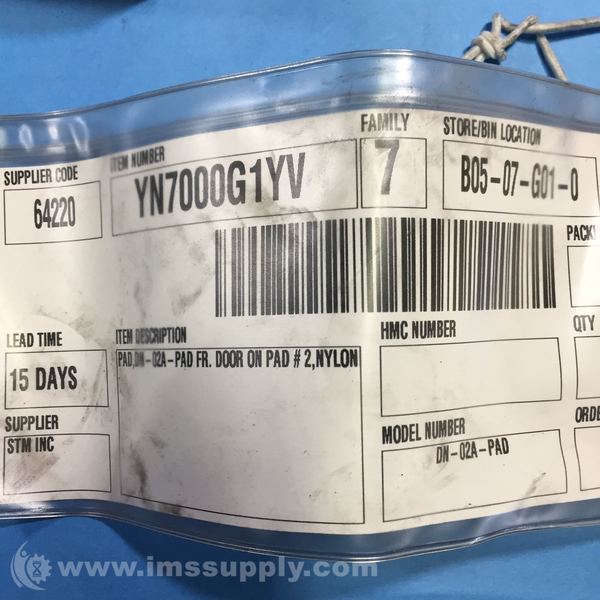 SUPPLIER CODE
64220
ITEM NUMBER
YN7000G1YV
FAMILY
7
STORE/BIN LOCATION
B05-07-G01-0
LEAD TIME
15 DAYS
ITEM DESCRIPTION
PAD,DN-02A-PAD FR. DOOR ON PAD # 2,NYLON
HMC NUMBER
QTY
SUPPLIER
STM INC
MODEL NUMBER
DN-02A-PAD
www.imssupply.com